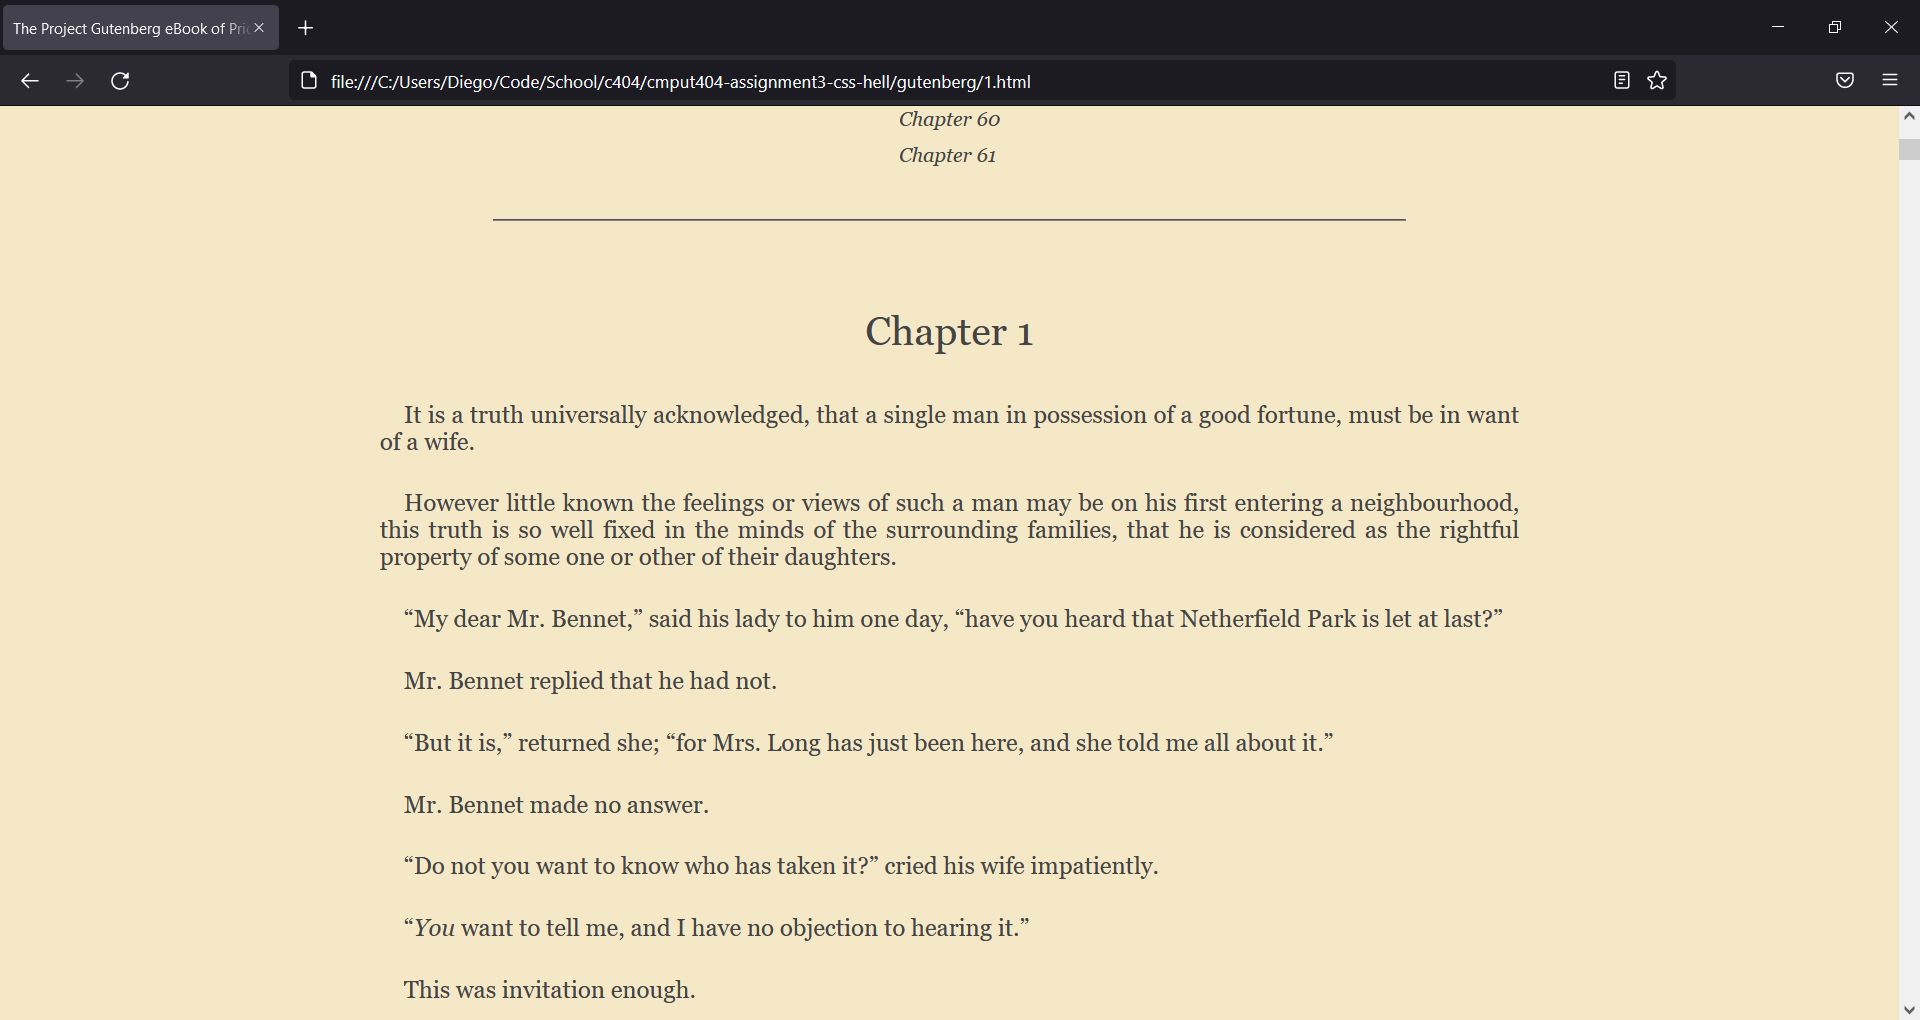 The Project Gutenberg eBook of Pric
file:///C:/Users/Diego/Code/School/c404/cmput404-assignment3-css-hell/gutenberg/1.html
Chapter 60
Chapter 61
Chapter 1
It is a truth universally acknowledged, that a single man in possession of a good fortune, must be in want
of a wife.
However little known the feelings or views of such a man may be on his first entering a neighbourhood,
this truth is so well fixed in the minds of the surrounding families, that he is considered as the rightful
property of some one or other of their daughters.
“My dear Mr. Bennet,” said his lady to him one day, “have you heard that Netherfield Park is let at last?”
Mr. Bennet replied that he had not.
“But it is,” returned she; “for Mrs. Long has just been here, and she told me all about it.”
Mr. Bennet made no answer.
“Do not you want to know who has taken it?” cried his wife impatiently.
“You want to tell me, and I have no objection to hearing it.”
This was invitation enough.